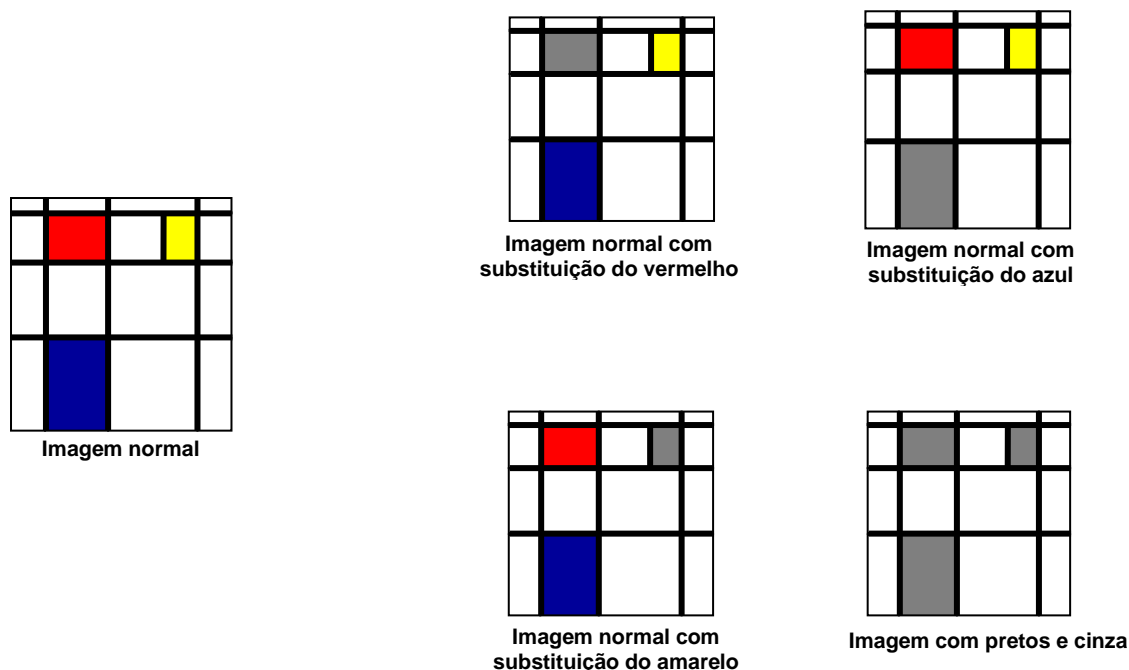 Imagem normal com
substituição do vermelho
Imagem normal com
substituição do azul
Imagem normal
Imagem normal com
substituição do amarelo
Imagem com pretos e cinza